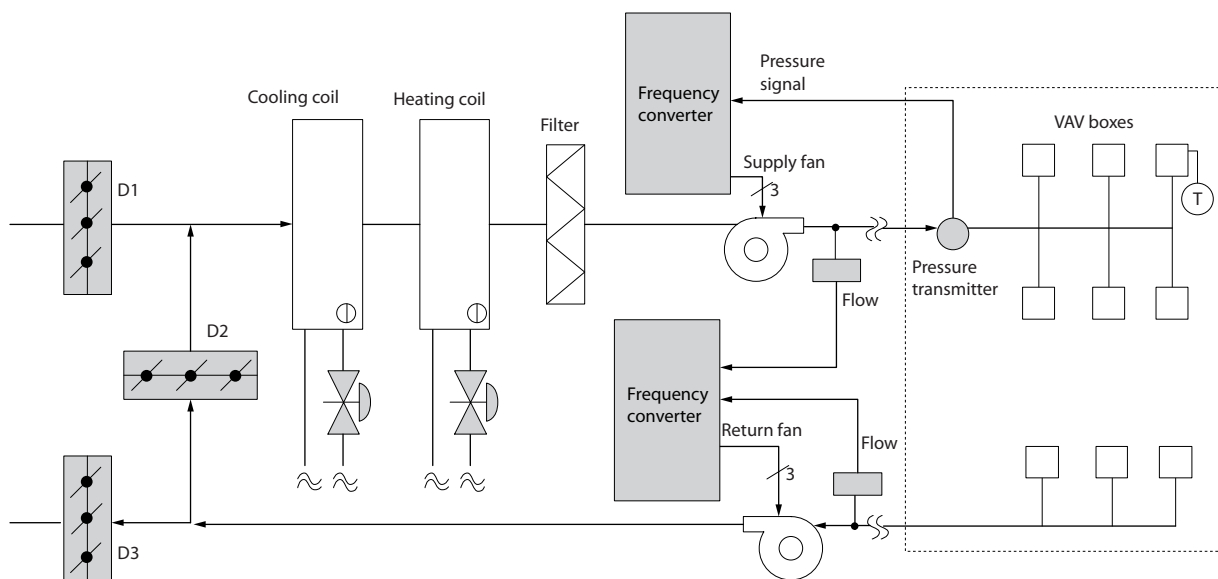 Cooling coil
Heating coil
Filter
Frequency
converter
Pressure
signal
VAV boxes
D1
Supply fan
3
T
Pressure
transmitter
Flow
D2
Frequency
converter
Return fan
Flow
3
D3